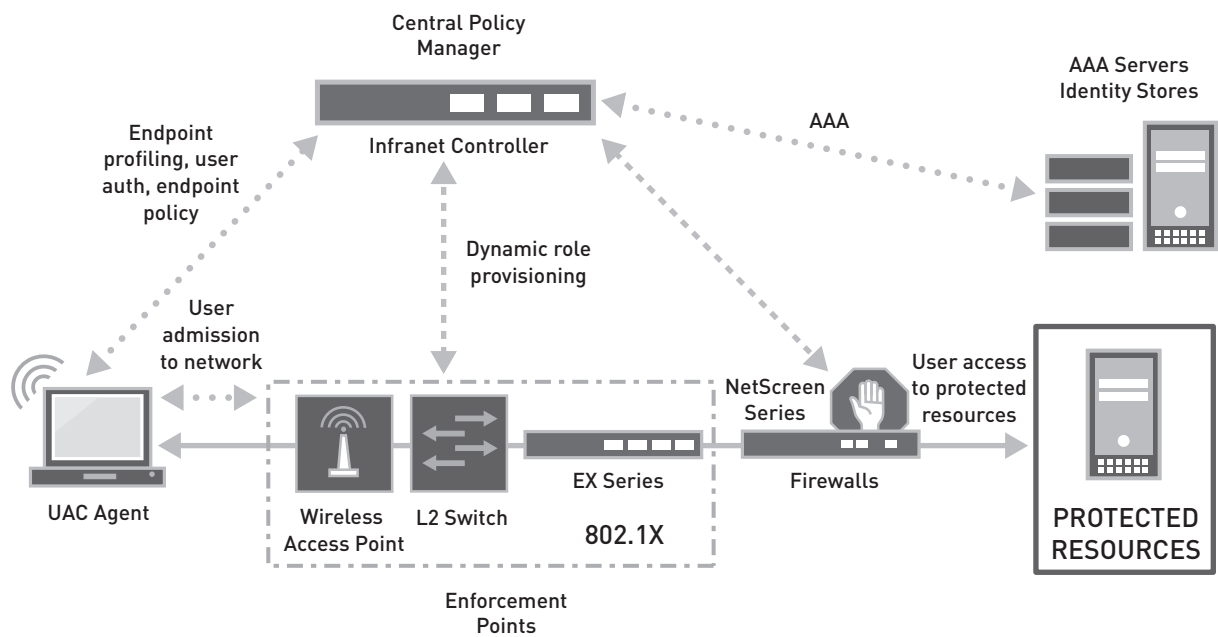 Central Policy
Manager
Infranet Controller
AAA Servers
Identity Stores
AAA
Endpoint
profiling, user
auth, endpoint
policy
Dynamic role
provisioning
User
admission
to network
NetScreen
Series
User access
to protected
resources
UAC Agent
Wireless
Access Point
L2 Switch
EX Series
802.1X
Firewalls
PROTECTED
RESOURCES
Enforcement
Points